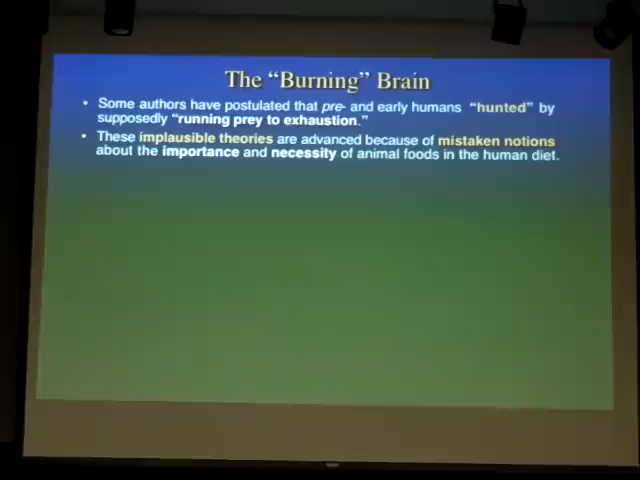 The “Burning” Brain
• Some authors have postulated that pre- and early humans “hunted” by
supposedly “running prey to exhaustion.”
• These implausible theories are advanced because of mistaken notions
about the importance and necessity of animal foods in the human diet.